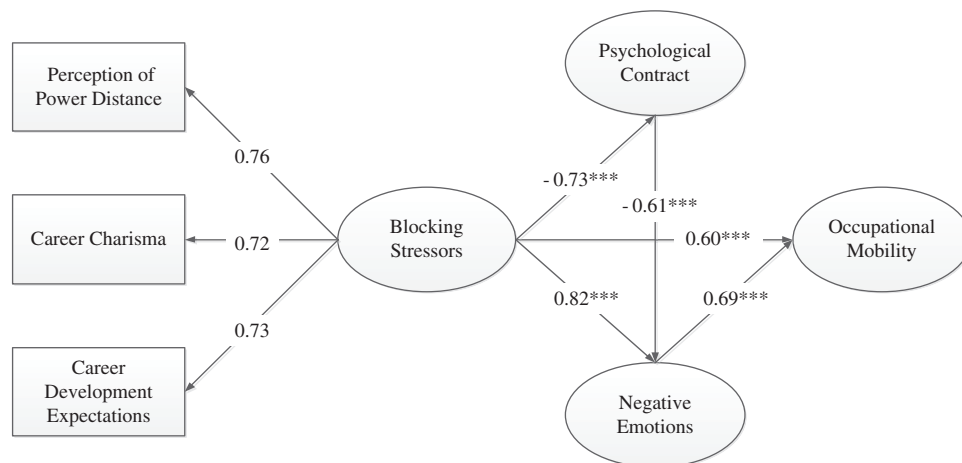 Perception of
Power Distance
Career Charisma
Career
Development
Expectations
0.76
0.72
0.73
Blocking
Stressors
Psychological
Contract
- 0.73***
- 0.61***
0.60***
0.82***
0.69***
Occupational
Mobility
Negative
Emotions